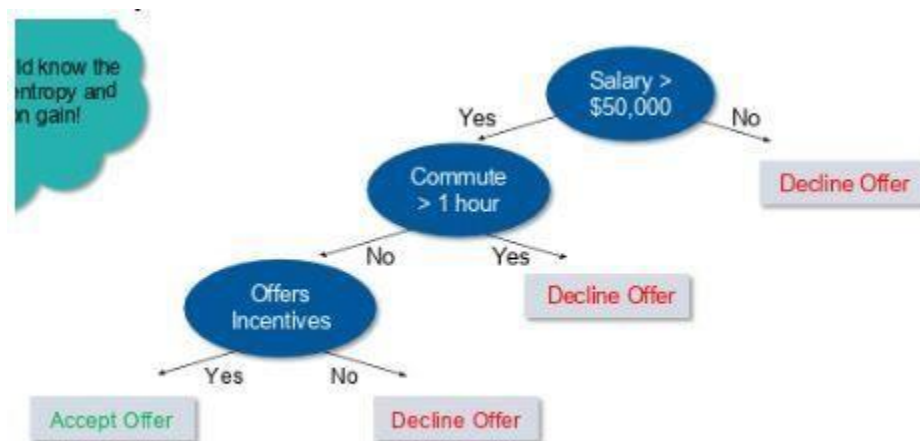 ld know the
entropy and
on gain!
Salary >
$50,000
Yes
No
Commute
> 1 hour
Decline Offer
No
Yes
Offers
Incentives
Decline Offer
Yes
No
Accept Offer
Decline Offer